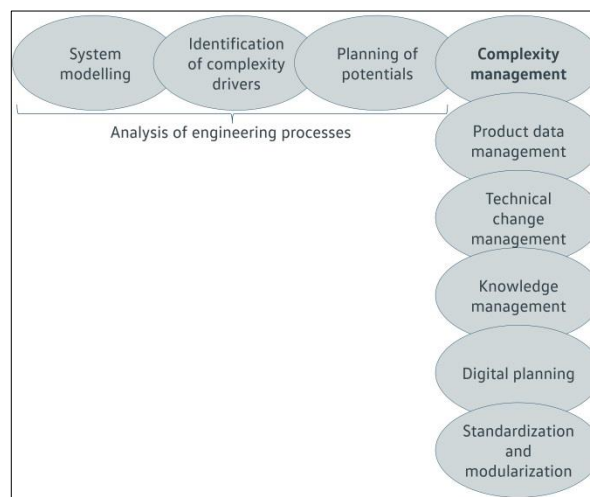 System
modelling
Identification
of complexity
drivers
Planning of
potentials
Complexity
management
Analysis of engineering processes
Product data
management
Technical
change
management
Knowledge
management
Digital planning
Standardization
and
modularization